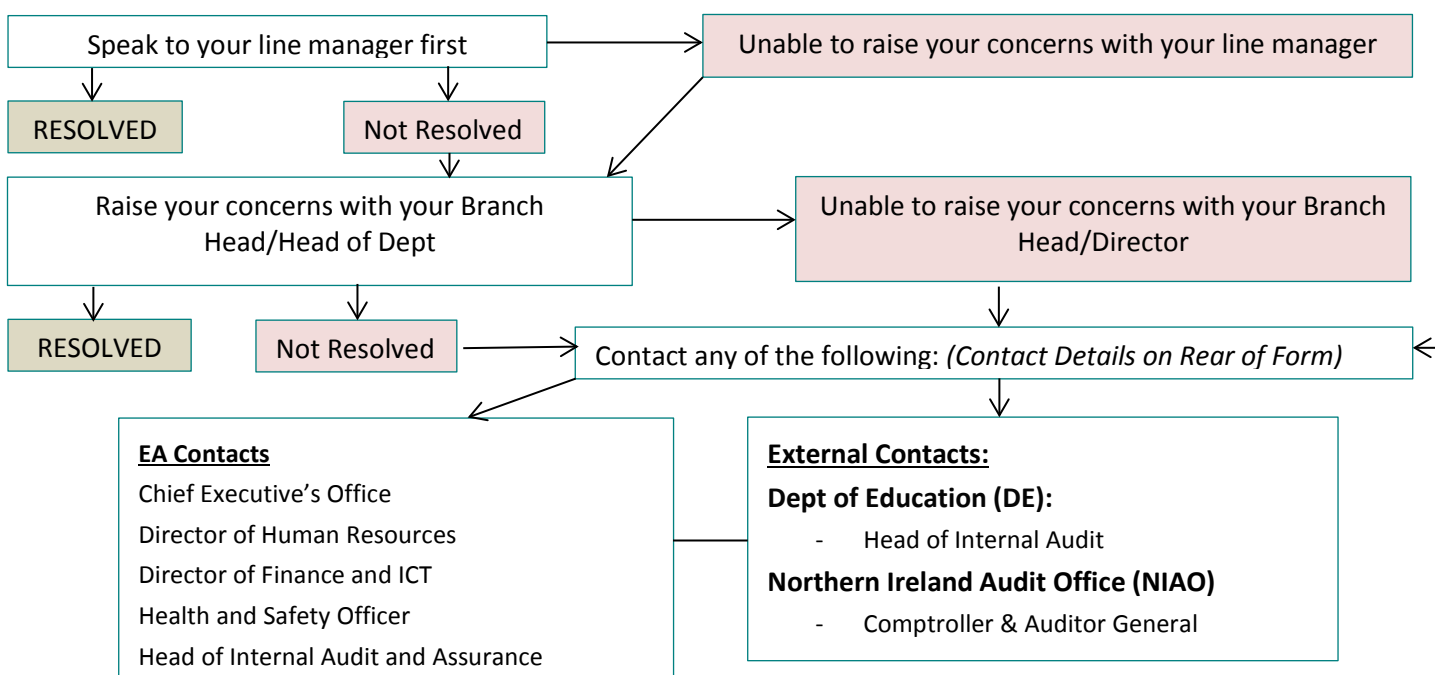 Speak to your line manager first
Unable to raise your concerns with your line manager
RESOLVED
Not Resolved
Raise your concerns with your Branch
Head/Head of Dept
Unable to raise your concerns with your Branch
Head/Director
RESOLVED
Not Resolved
Contact any of the following: (Contact Details on Rear of Form)
EA Contacts
Chief Executive’s Office
Director of Human Resources
Director of Finance and ICT
Health and Safety Officer
Head of Internal Audit and Assurance
External Contacts:
Dept of Education (DE):
- Head of Internal Audit
Northern Ireland Audit Office (NIAO)
- Comptroller & Auditor General